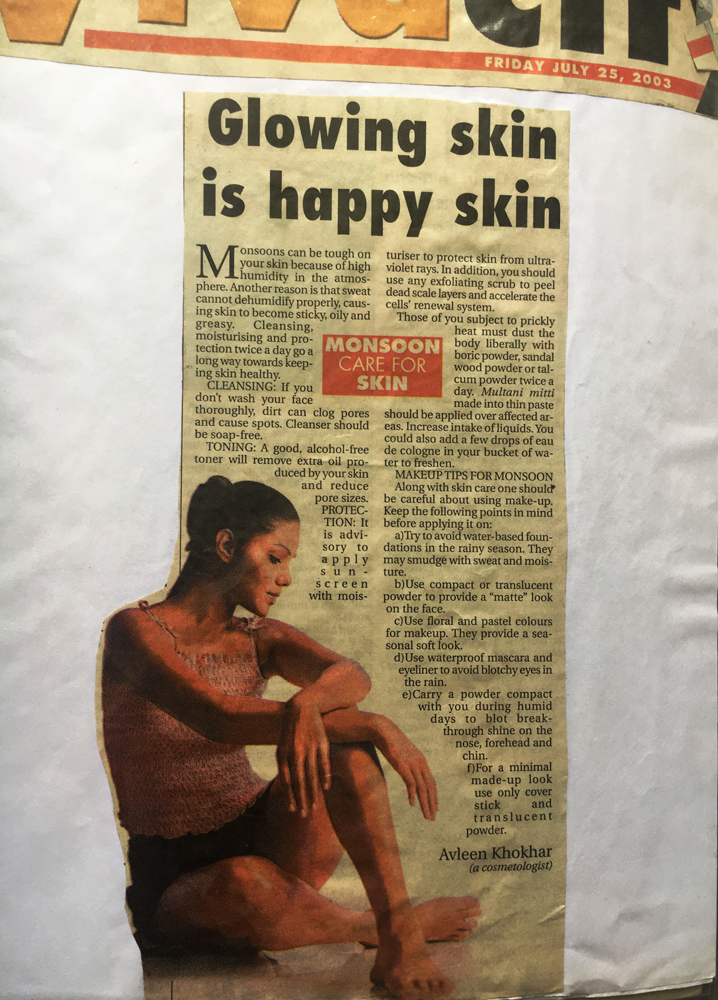 viva city
FRIDAY JULY 25, 2003
Glowing skin
is happy skin
Monsoons can be tough on
your skin because of high
humidity in the atmos-
phere. Another reason is that sweat
cannot dehumidify properly, caus-
ing skin to become sticky, oily and
greasy. Cleansing,
moisturising and pro-
tection twice a day go a
long way towards keep-
ing skin healthy.
CLEANSING: If you
don't wash your face
thoroughly, dirt can clog pores
and cause spots. Cleanser should
be soap-free.
TONING: A good, alcohol-free
toner will remove extra oil pro-
duced by your skin
and reduce
pore sizes.
PROTEC-
TION: It
is advi-
sory to
apply
sun-
screen
with mois-
MONSOON
CARE FOR
SKIN
turiser to protect skin from ultra-
violet rays. In addition, you should
use any exfoliating scrub to peel
dead scale layers and accelerate the
cells' renewal system.
Those of you subject to prickly
heat must dust the
body liberally with
boric powder, sandal
wood powder or tal-
cum powder twice a
day. Multani mitti
made into thin paste
should be applied over affected ar-
eas. Increase intake of liquids. You
could also add a few drops of eau
de cologne in your bucket of wa-
ter to freshen.
MAKEUP TIPS FOR MONSOON
Along with skin care one should
be careful about using make-up.
Keep the following points in mind
before applying it on:
a)Try to avoid water-based foun-
dations in the rainy season. They
may smudge with sweat and mois-
ture.
b)Use compact or translucent
powder to provide a "matte" look
on the face.
c)Use floral and pastel colours
for makeup. They provide a sea-
sonal soft look.
d)Use waterproof mascara and
eyeliner to avoid blotchy eyes in
the rain.
e)Carry a powder compact
with you during humid
days to blot break-
through shine on the
nose, forehead and
chin.
f)For a minimal
made-up look
use only cover
stick and
translucent
powder.
Avleen Khokhar
(a cosmetologist)